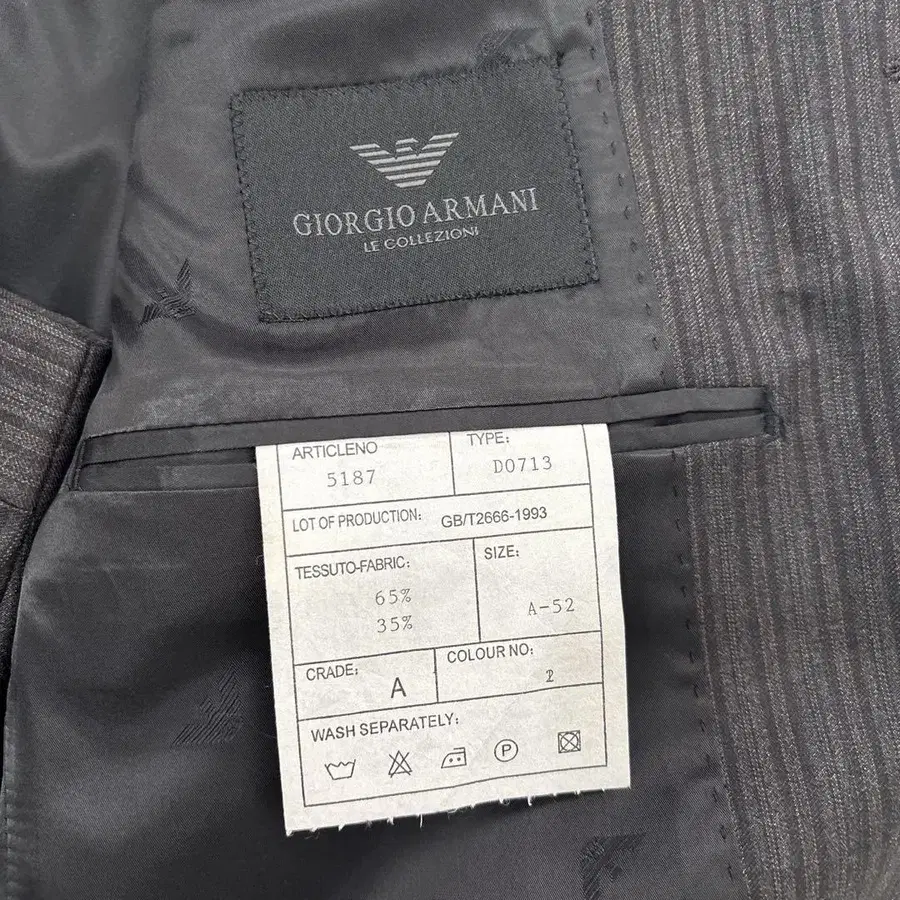 GIORGIO ARMANI
LE COLLEZIONI
ARTICLENO
TYPE:
5187
D0713
LOT OF PRODUCTION: GB/T2666-1993
TESSUTO-FABRIC:
SIZE:
65%
35%
A-52
CRADE:
A
COLOUR NO:
2
WASH SEPARATELY:
P